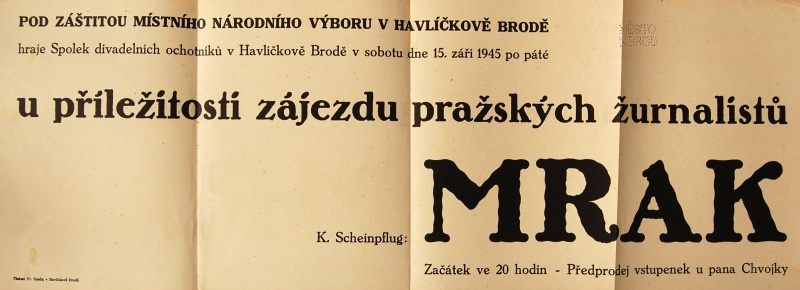 POD ZÁŠTITOU MÍSTNÍHO NÁRODNÍHO VÝBORU V HAVLÍČKOVĚ BRODĚ
hraje Spolek divadelních ochotníků v Havlíčkově Brodě v sobotu dne 15. září 1945 po páté
u příležitosti zájezdu pražských žurnalistů
MRAK
K. Scheinpflug:
Začátek ve 20 hodin - Předprodej vstupenek u pana Chvojky